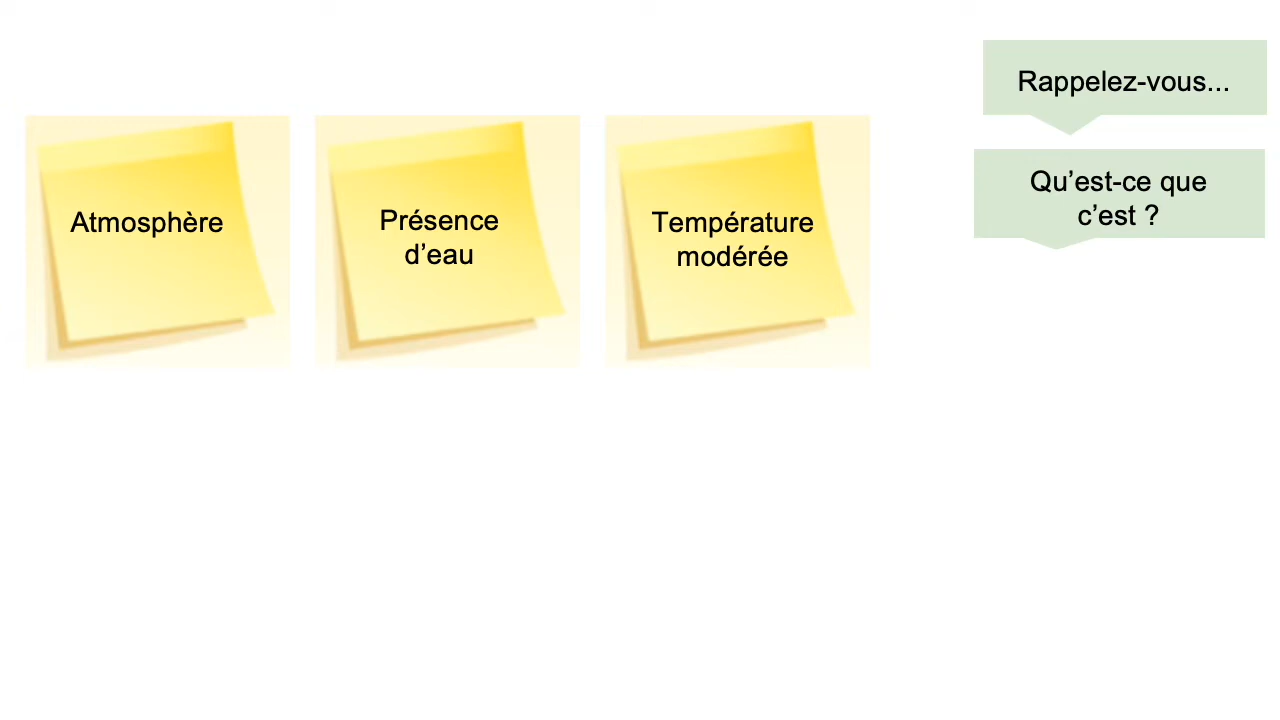 Rappelez-vous...
Qu’est-ce que
c’est ?
Atmosphère
Présence
d’eau
Température
modérée